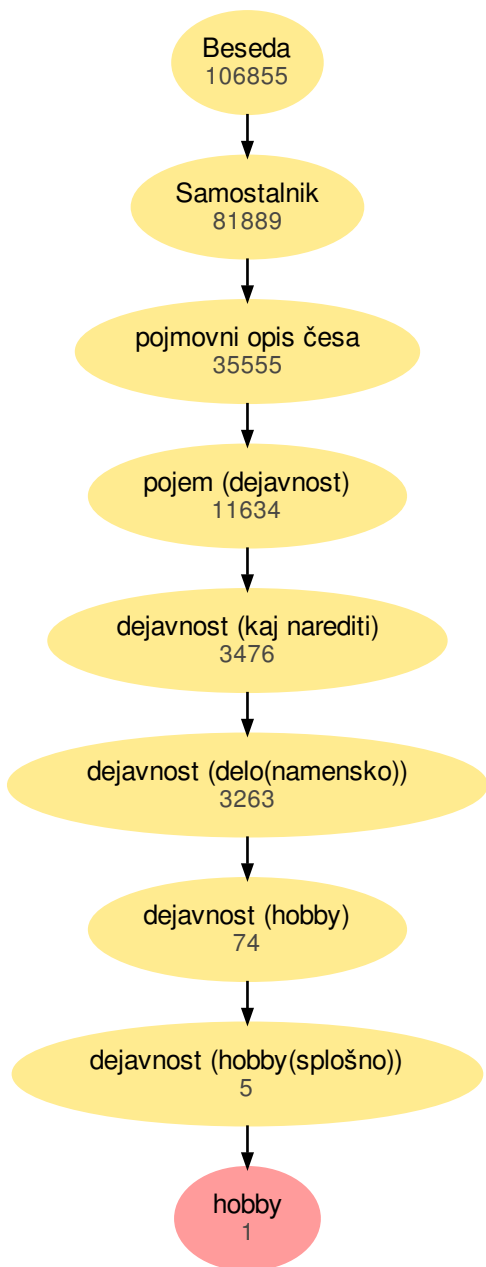 Beseda
106855
Samostalnik
81889
pojmovni opis česa
35555
pojem (dejavnost)
11634
dejavnost (kaj narediti)
3476
dejavnost (delo(namensko))
3263
dejavnost (hobby)
74
dejavnost (hobby(splošno))
5
hobby
1